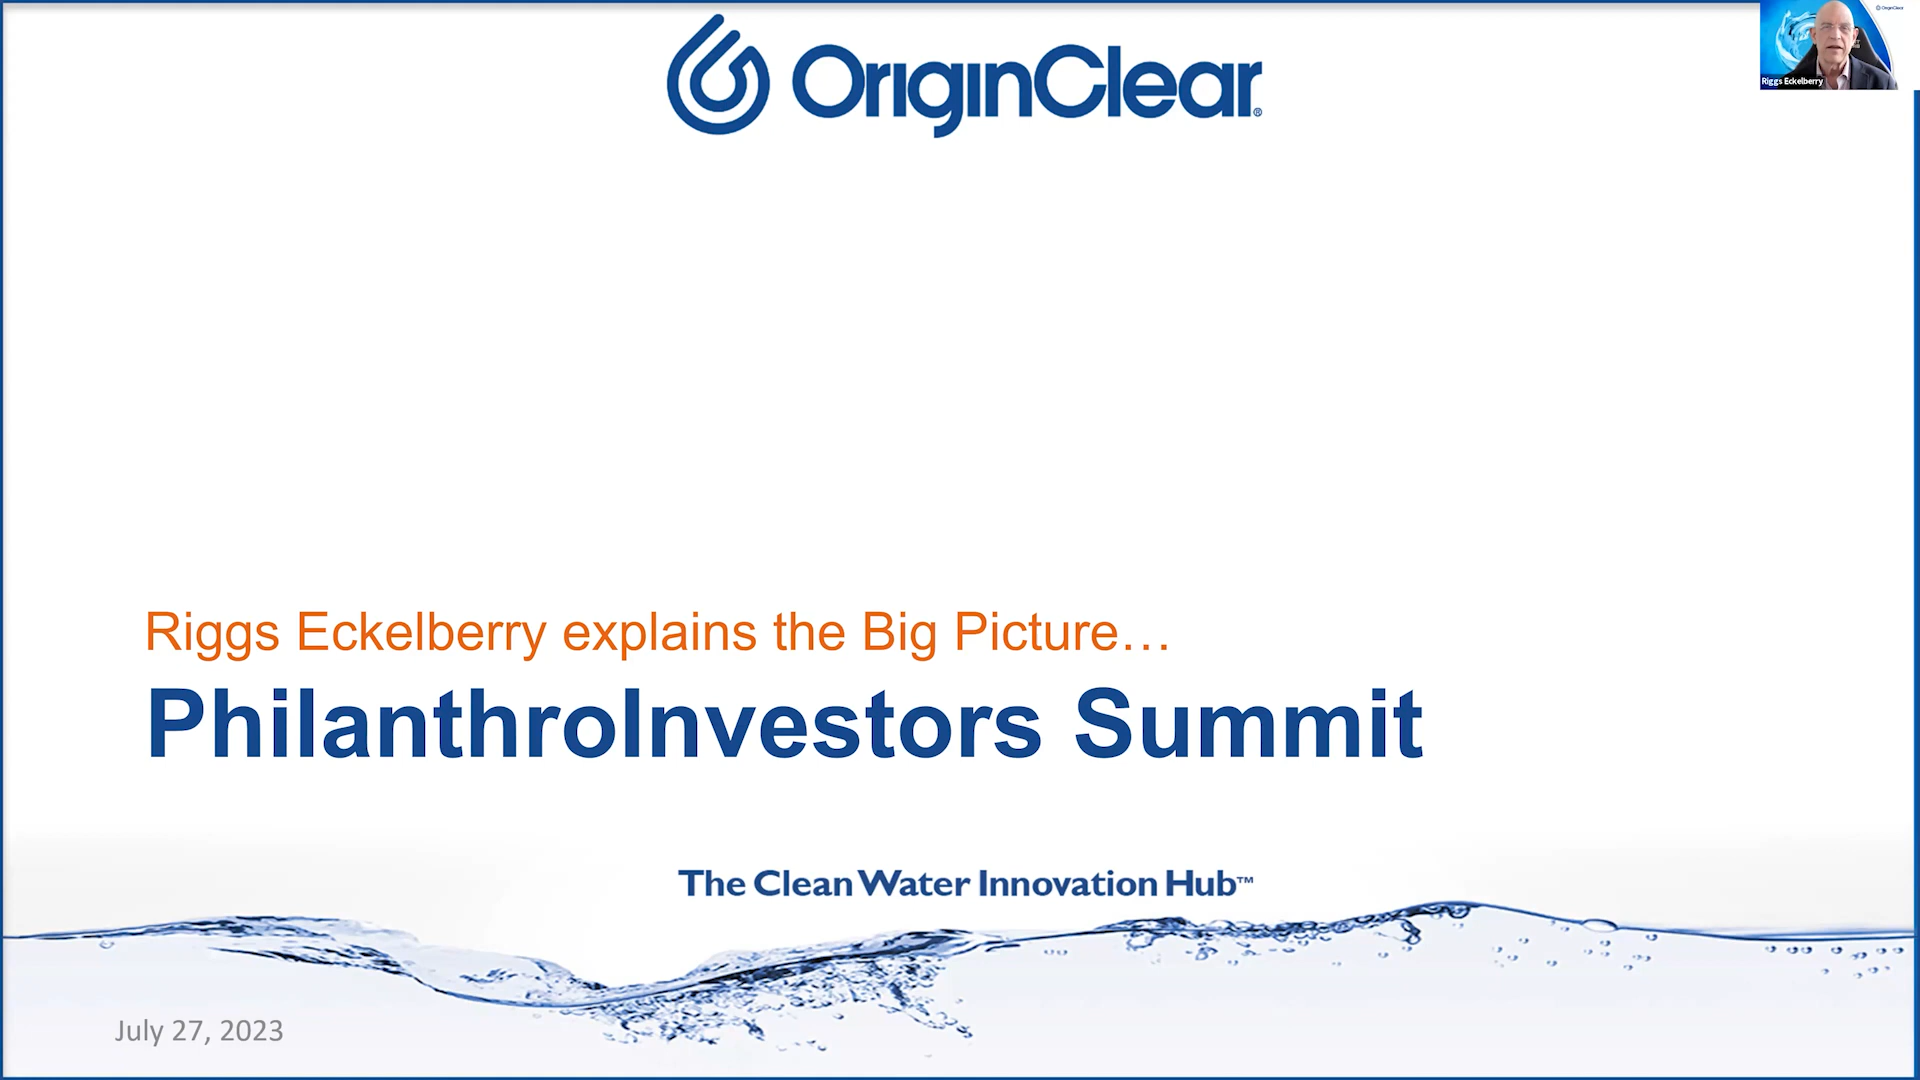 OriginClear®
OriginClear
Riggs Eckelberry
Riggs Eckelberry explains the Big Picture…
PhilanthroInvestors Summit
The Clean Water Innovation Hub™
July 27, 2023